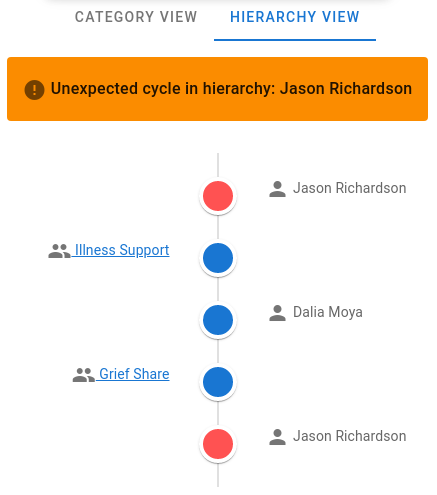 CATEGORY VIEW HIERARCHY VIEW
Unexpected cycle in hierarchy: Jason Richardson
Jason Richardson
Illness Support
Dalia Moya
Grief Share
Jason Richardson